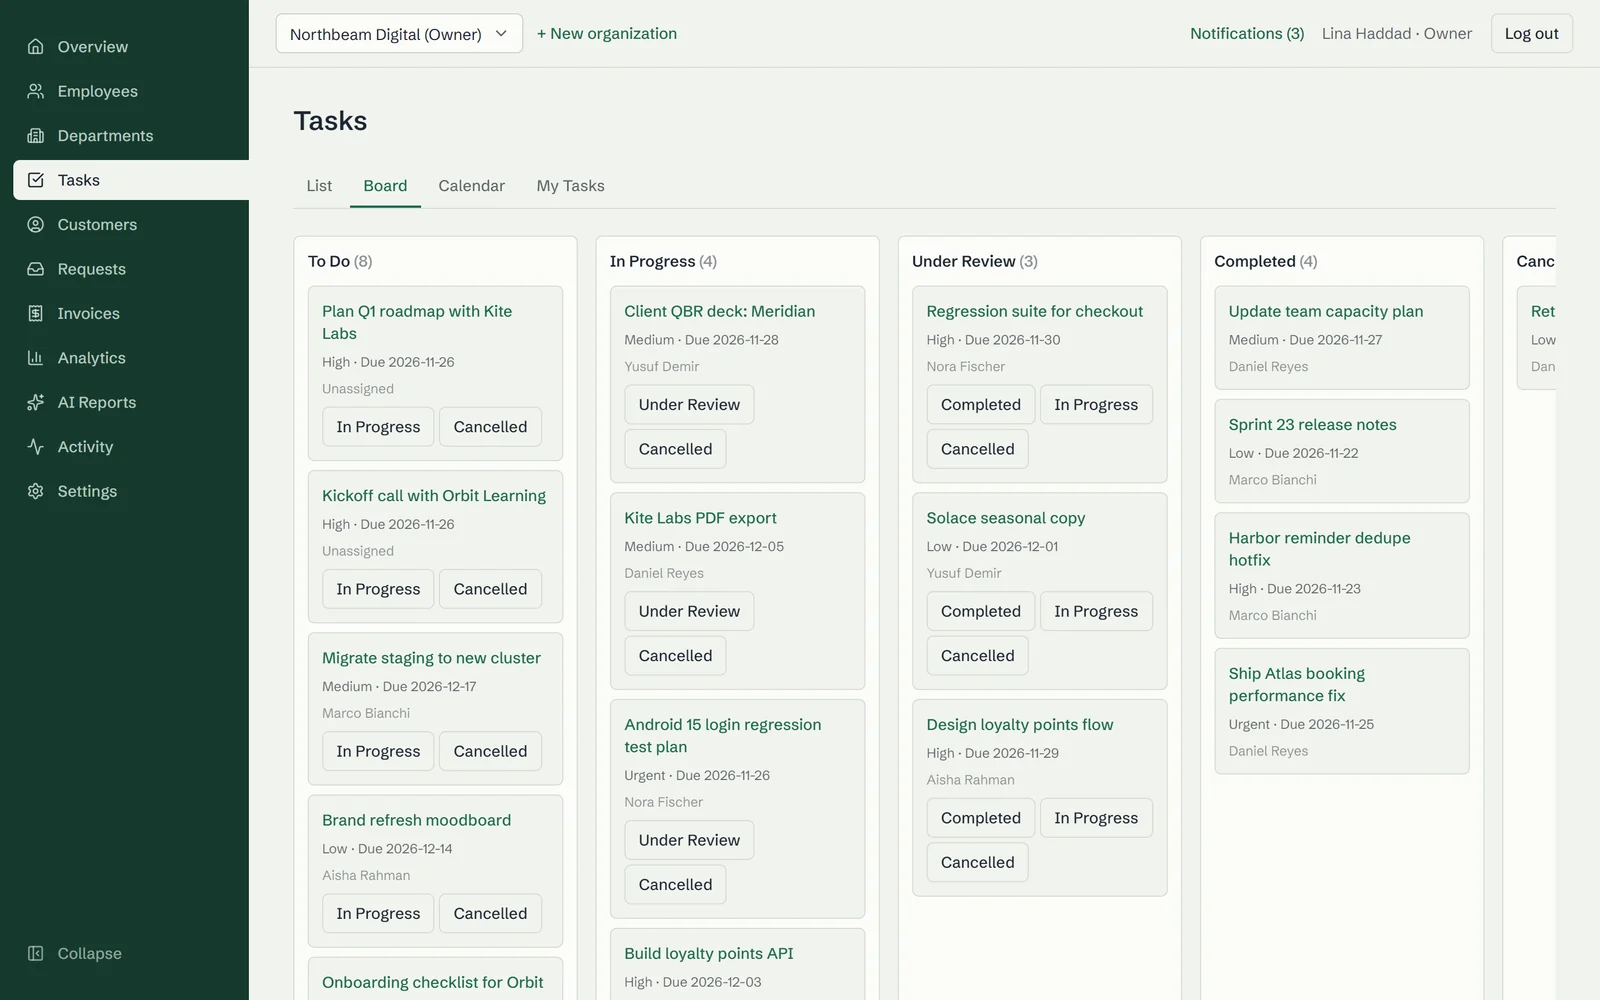 Overview
Employees
Departments
Tasks
Customers
Requests
Invoices
Analytics
AI Reports
Activity
Settings
Collapse
Northbeam Digital (Owner)
+ New organization
Notifications (3)
Lina Haddad · Owner
Log out
Tasks
List
Board
Calendar
My Tasks
To Do (8)
Plan Q1 roadmap with Kite
Labs
High · Due 2026-11-26
Unassigned
In Progress
Cancelled
Kickoff call with Orbit Learning
High · Due 2026-11-26
Unassigned
In Progress
Cancelled
Migrate staging to new cluster
Medium · Due 2026-12-17
Marco Bianchi
In Progress
Cancelled
Brand refresh moodboard
Low · Due 2026-12-14
Aisha Rahman
In Progress
Cancelled
Onboarding checklist for Orbit
In Progress (4)
Client QBR deck: Meridian
Medium · Due 2026-11-28
Yusuf Demir
Under Review
Cancelled
Kite Labs PDF export
Medium · Due 2026-12-05
Daniel Reyes
Under Review
Cancelled
Android 15 login regression
test plan
Urgent · Due 2026-11-26
Nora Fischer
Under Review
Cancelled
Build loyalty points API
High · Due 2026-12-03
Under Review (3)
Regression suite for checkout
High · Due 2026-11-30
Nora Fischer
Completed
In Progress
Cancelled
Solace seasonal copy
Low · Due 2026-12-01
Yusuf Demir
Completed
In Progress
Cancelled
Design loyalty points flow
High · Due 2026-11-29
Aisha Rahman
Completed
In Progress
Cancelled
Completed (4)
Update team capacity plan
Medium · Due 2026-11-27
Daniel Reyes
Sprint 23 release notes
Low · Due 2026-11-22
Marco Bianchi
Harbor reminder dedupe
hotfix
High · Due 2026-11-23
Marco Bianchi
Ship Atlas booking
performance fix
Urgent · Due 2026-11-25
Daniel Reyes
Canc
Ret
Low
Dan